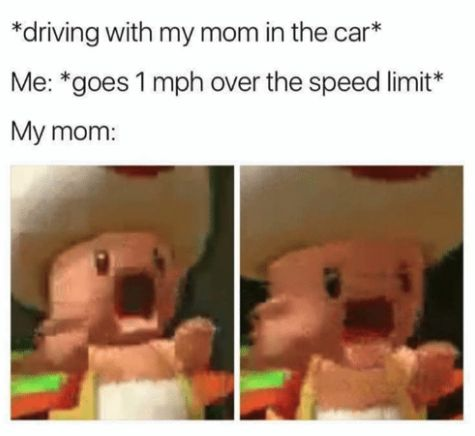 *driving with my mom in the car*
Me: *goes 1 mph over the speed limit*
My mom: